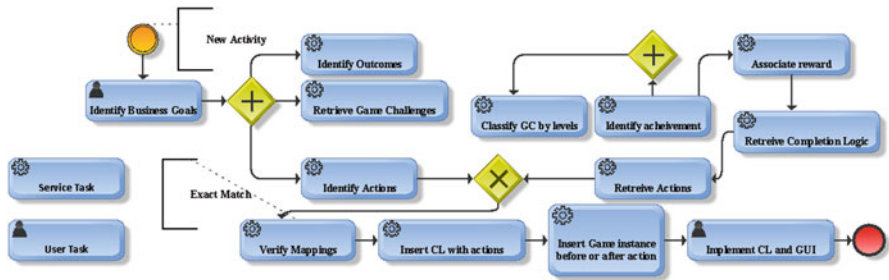 New Activity
Identify Outcomes
Associate reward
Identify Business Goals
Retrieve Game Challenges
Classify GC by levels
Identify acheivement
Retreive Completion Logic
Service Task
Exact Match
Identify Actions
Retreive Actions
User Task
Verify Mappings
Insert CL with actions
Insert Game instance
before or after action
Implement CL and GUI